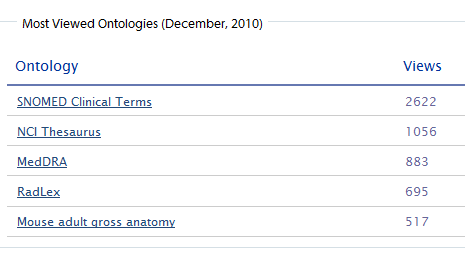 Most Viewed Ontologies (December, 2010)
Ontology Views
SNOMED Clinical Terms 2622
NCI Thesaurus 1056
MedDRA 883
RadLex 695
Mouse adult gross anatomy 517